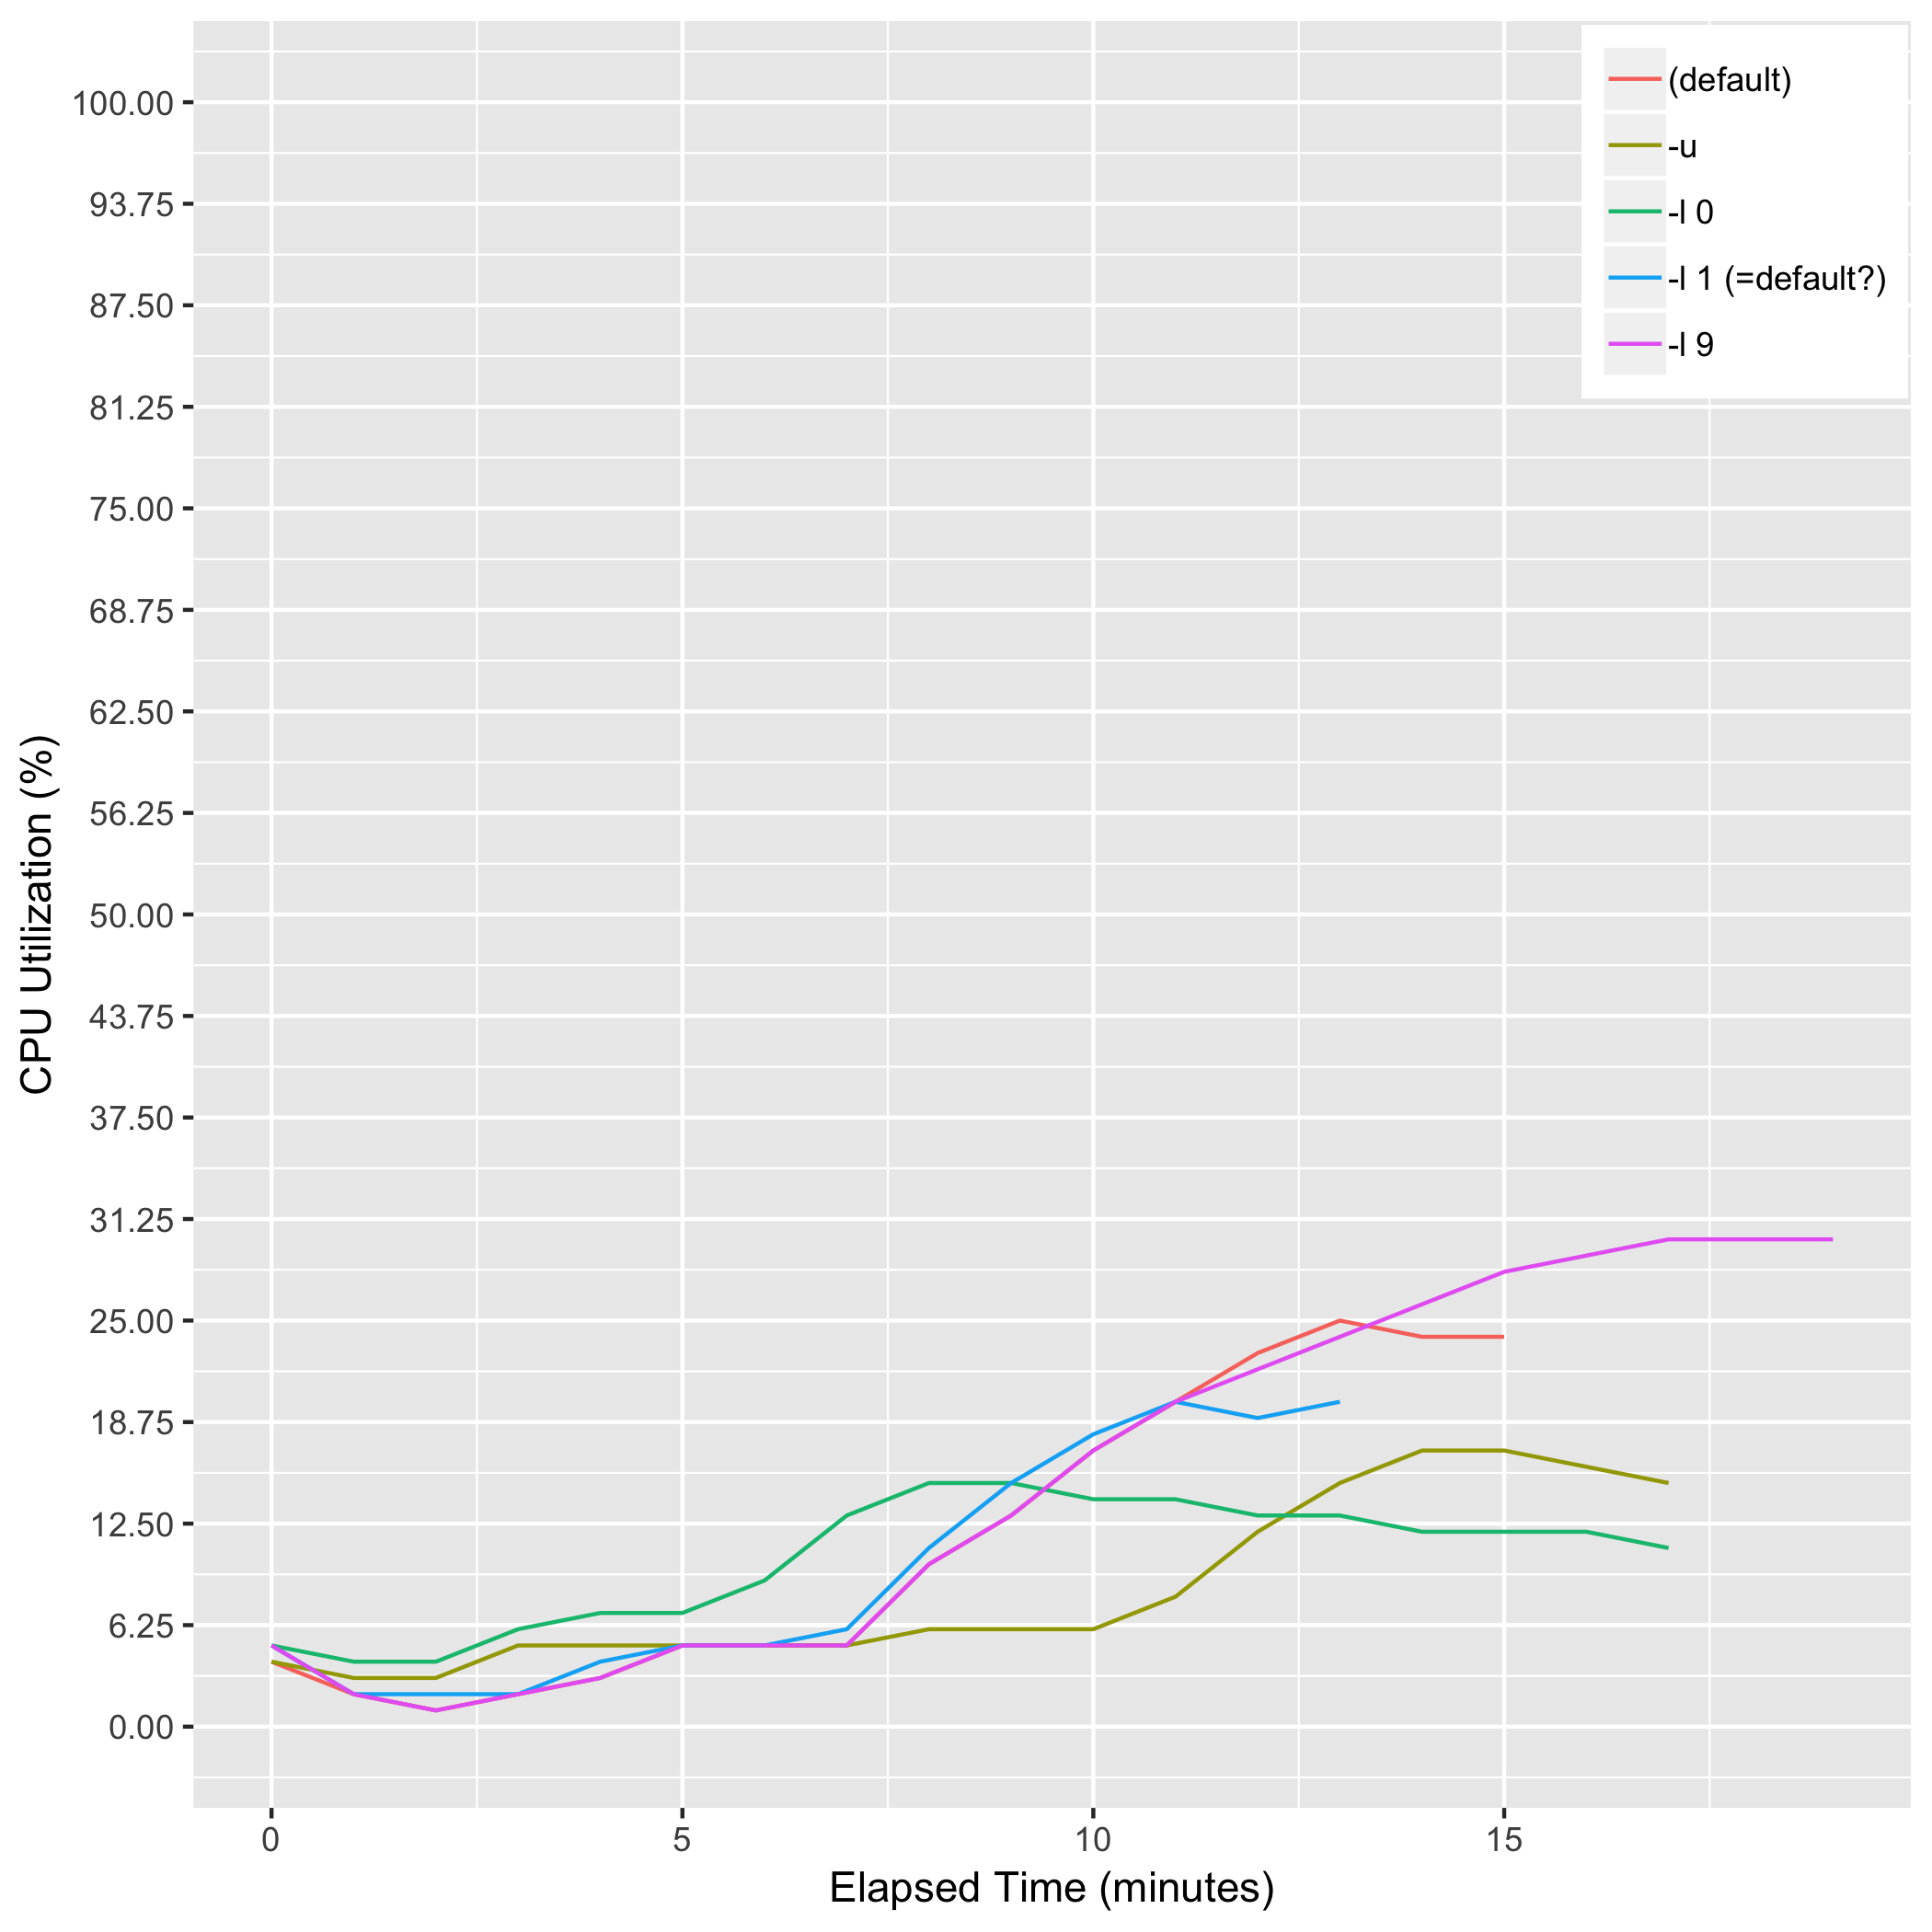 (default)
-u
-l 0
-l 1 (=default?)
-l 9
100.00
93.75
87.50
81.25
75.00
68.75
62.50
56.25
50.00
43.75
37.50
31.25
25.00
18.75
12.50
6.25
0.00
CPU Utilization (%)
0 5 10 15
Elapsed Time (minutes)